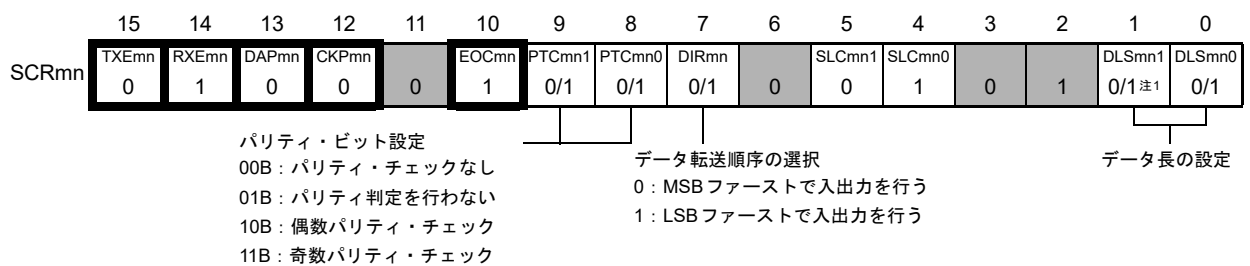 15 14 13 12 11 10 9 8 7 6 5 4 3 2 1 0
SCRmn
TXEmn RXEmn DAPmn CKPmn EOCmn PTCmn1 PTCmn0 DIRmn SLCmn1 SLCmn0 DLSmn1 DLSmn0
0 1 0 0 0 1 0/1 0/1 0/1 0 0 1 0 1 0/1注1 0/1
パリティ・ビット設定
00B：パリティ・チェックなし
01B：パリティ判定を行わない
10B：偶数パリティ・チェック
11B：奇数パリティ・チェック
データ転送順序の選択
0：MSBファーストで入出力を行う
1：LSBファーストで入出力を行う
データ長の設定